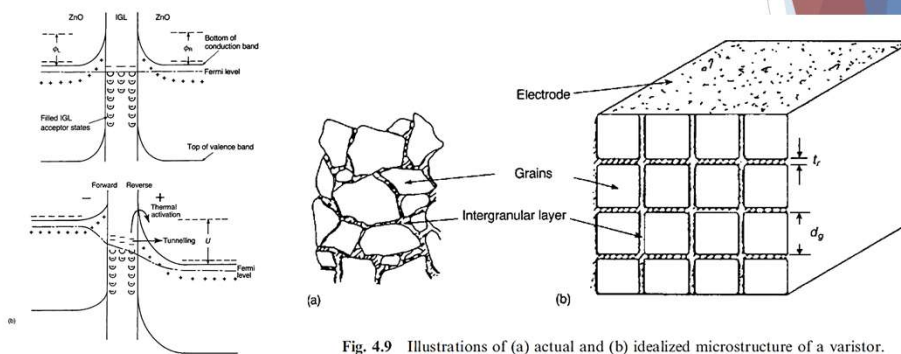 ZnO IGL ZnO
Bottom of
conduction band
ϕL
ϕR
Fermi level
Filled IGL
acceptor states
Top of valence band
Forward Reverse
− +
Thermal
activation
U
Tunnelling
Fermi
level
(b)
Electrode
Grains
Intergranular layer
tr
dg
(a)
(b)
Fig. 4.9 Illustrations of (a) actual and (b) idealized microstructure of a varistor.